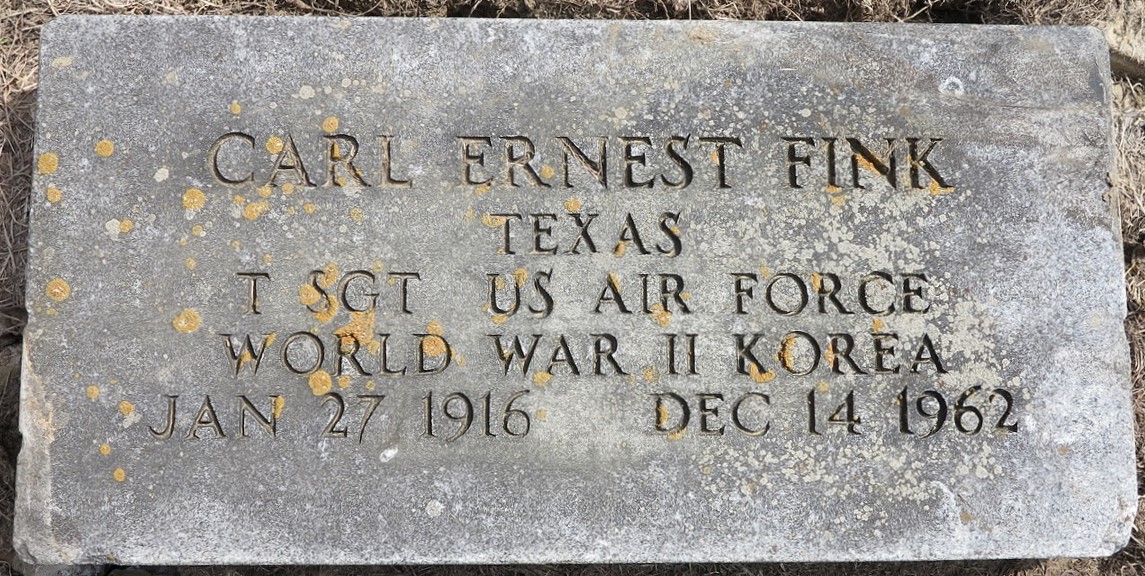 CARL ERNEST FINK
TEXAS
T SGT US AIR FORCE
WORLD WAR II KOREA
JAN 27 1916 DEC 14 1962